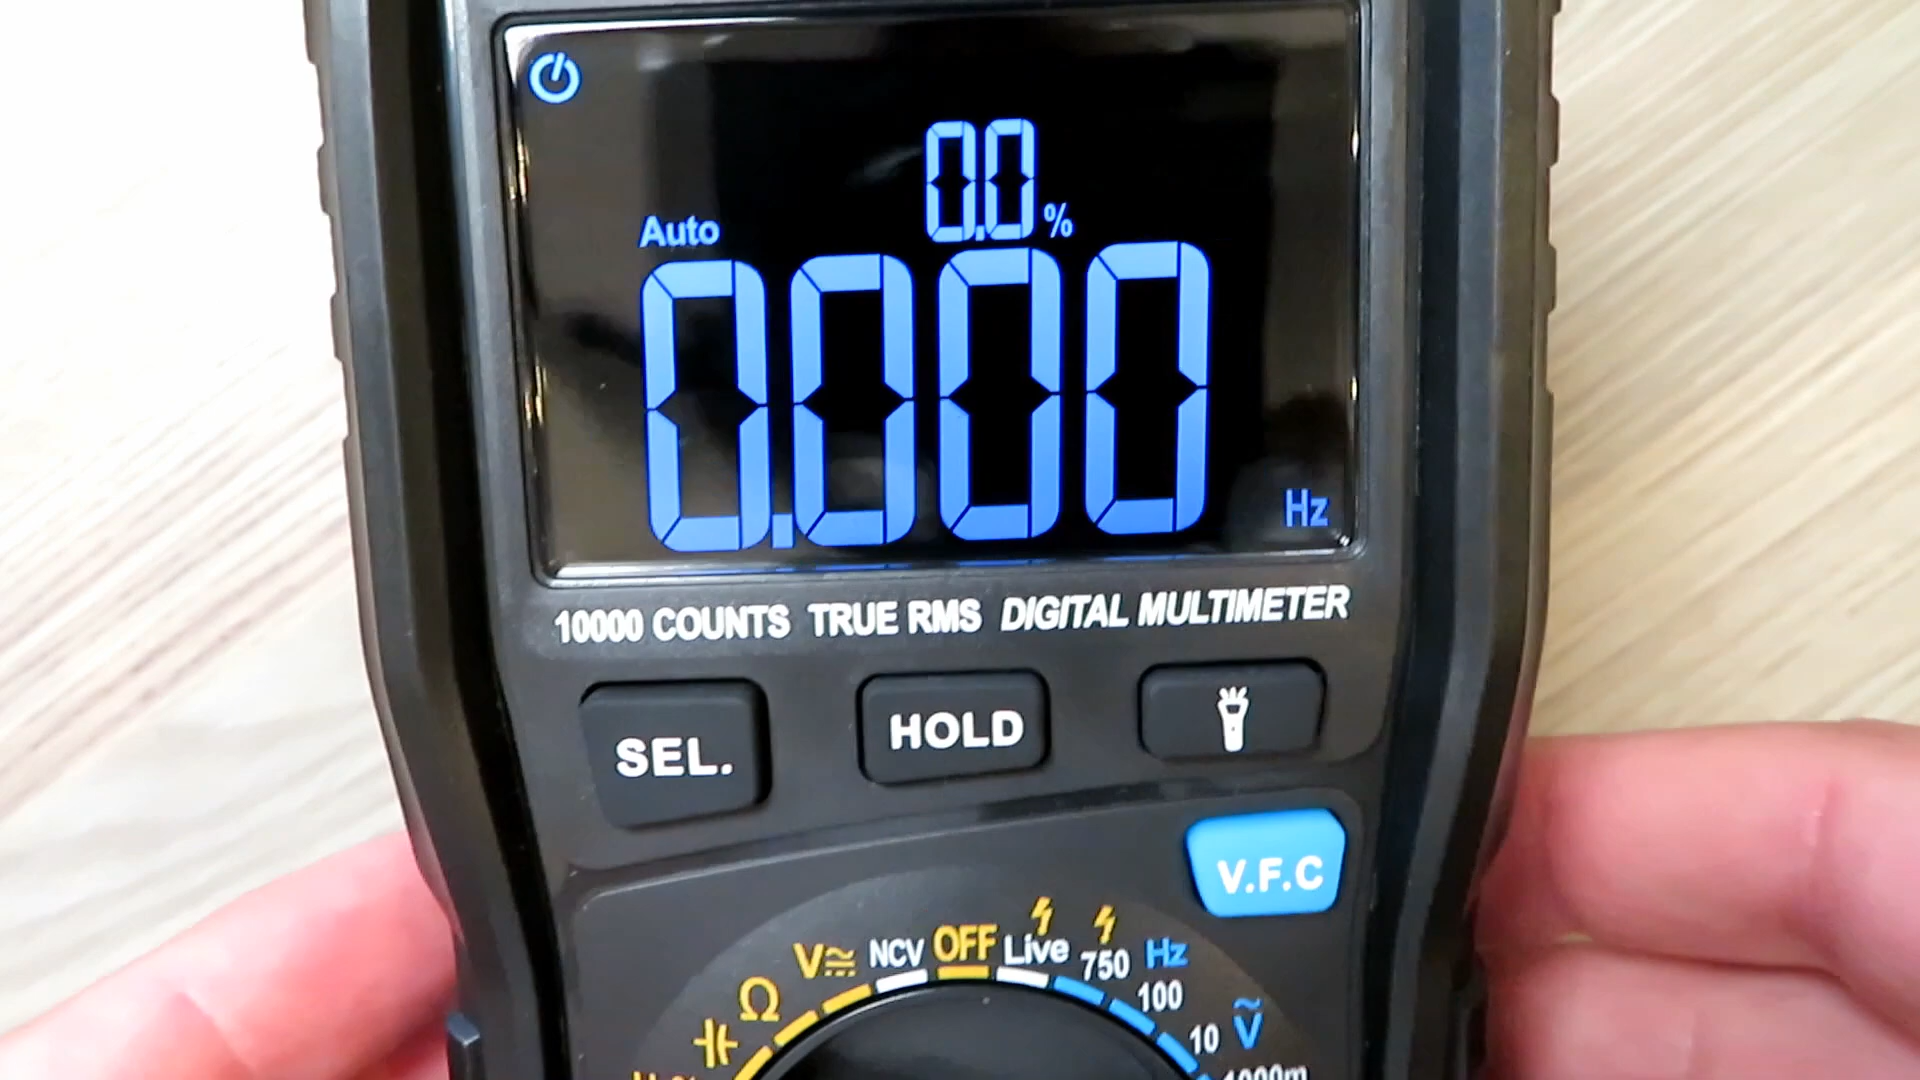 0.0 %
Auto
0.000 Hz
10000 COUNTS TRUE RMS DIGITAL MULTIMETER
SEL.
HOLD
V.F.C
V NCV OFF Live 750 Hz
Ω 100
10 V
1000m